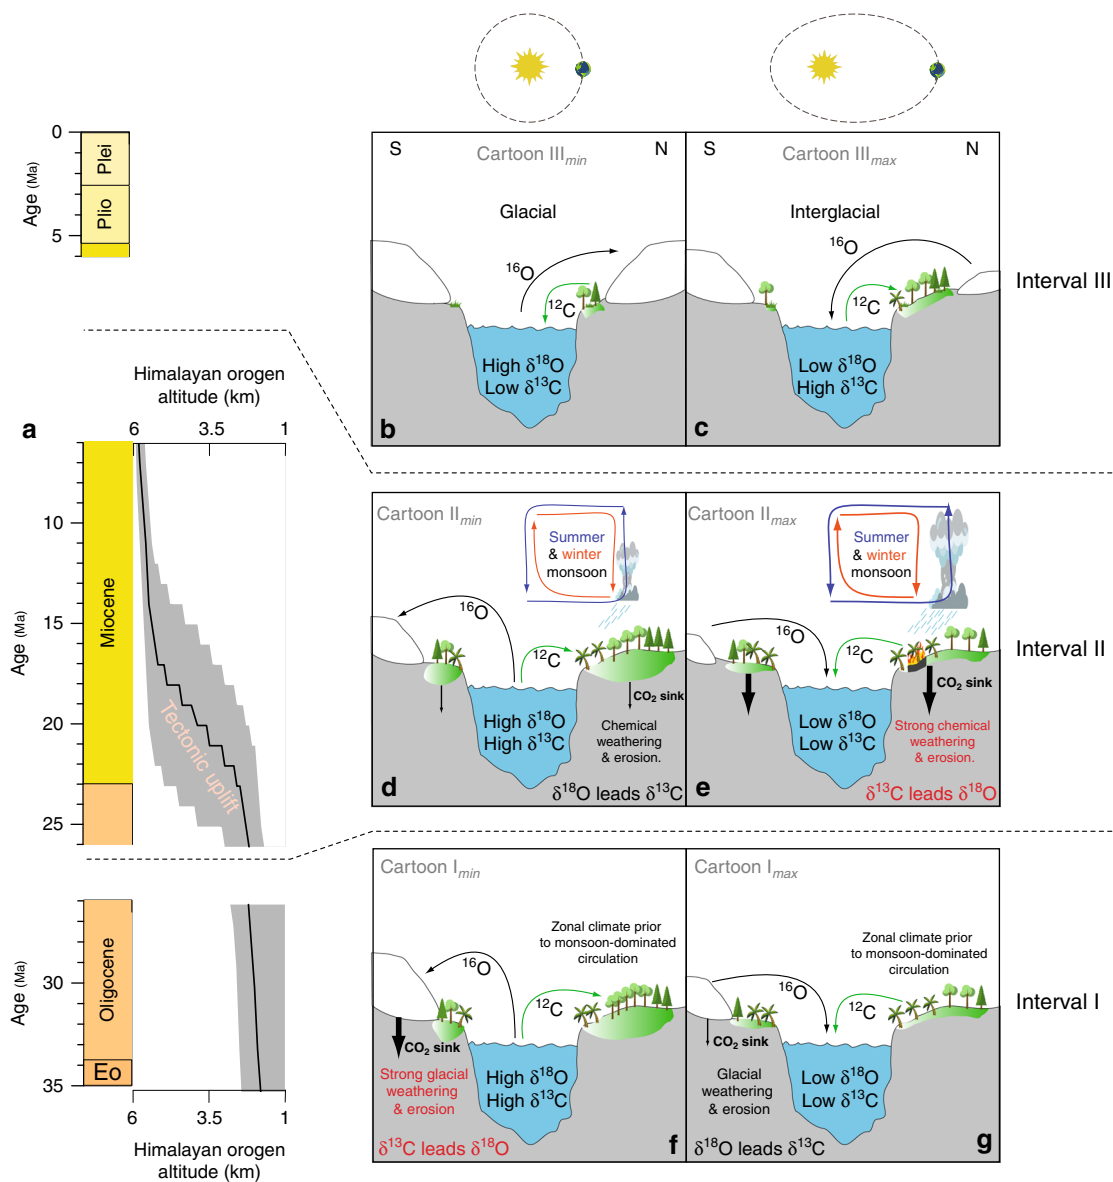 0
5
Age (Ma)
Plei
Plio
S
Cartoon IIImin
N
Glacial
16O
12C
High δ18O
Low δ13C
b
S
Cartoon IIImax
N
Interglacial
16O
12C
Low δ18O
High δ13C
c
Interval III
Himalayan orogen
altitude (km)
6
3.5
1
a
10
15
20
25
Age (Ma)
Miocene
Tectonic uplift
Cartoon IImin
Summer
& winter
monsoon
16O
12C
CO2 sink
High δ18O
High δ13C
Chemical
weathering
& erosion.
d
δ18O leads δ13C
Cartoon IImax
Summer
& winter
monsoon
16O
12C
CO2 sink
Low δ18O
Low δ13C
Strong chemical
weathering
& erosion.
e
δ13C leads δ18O
Interval II
30
35
Age (Ma)
Oligocene
Eo
6
3.5
1
Himalayan orogen
altitude (km)
Cartoon Imin
Zonal climate prior
to monsoon-dominated
circulation
16O
12C
CO2 sink
Strong glacial
weathering
& erosion
High δ18O
High δ13C
δ13C leads δ18O
f
Cartoon Imax
Zonal climate prior
to monsoon-dominated
circulation
16O
12C
CO2 sink
Glacial
weathering
& erosion
Low δ18O
Low δ13C
δ18O leads δ13C
g
Interval I